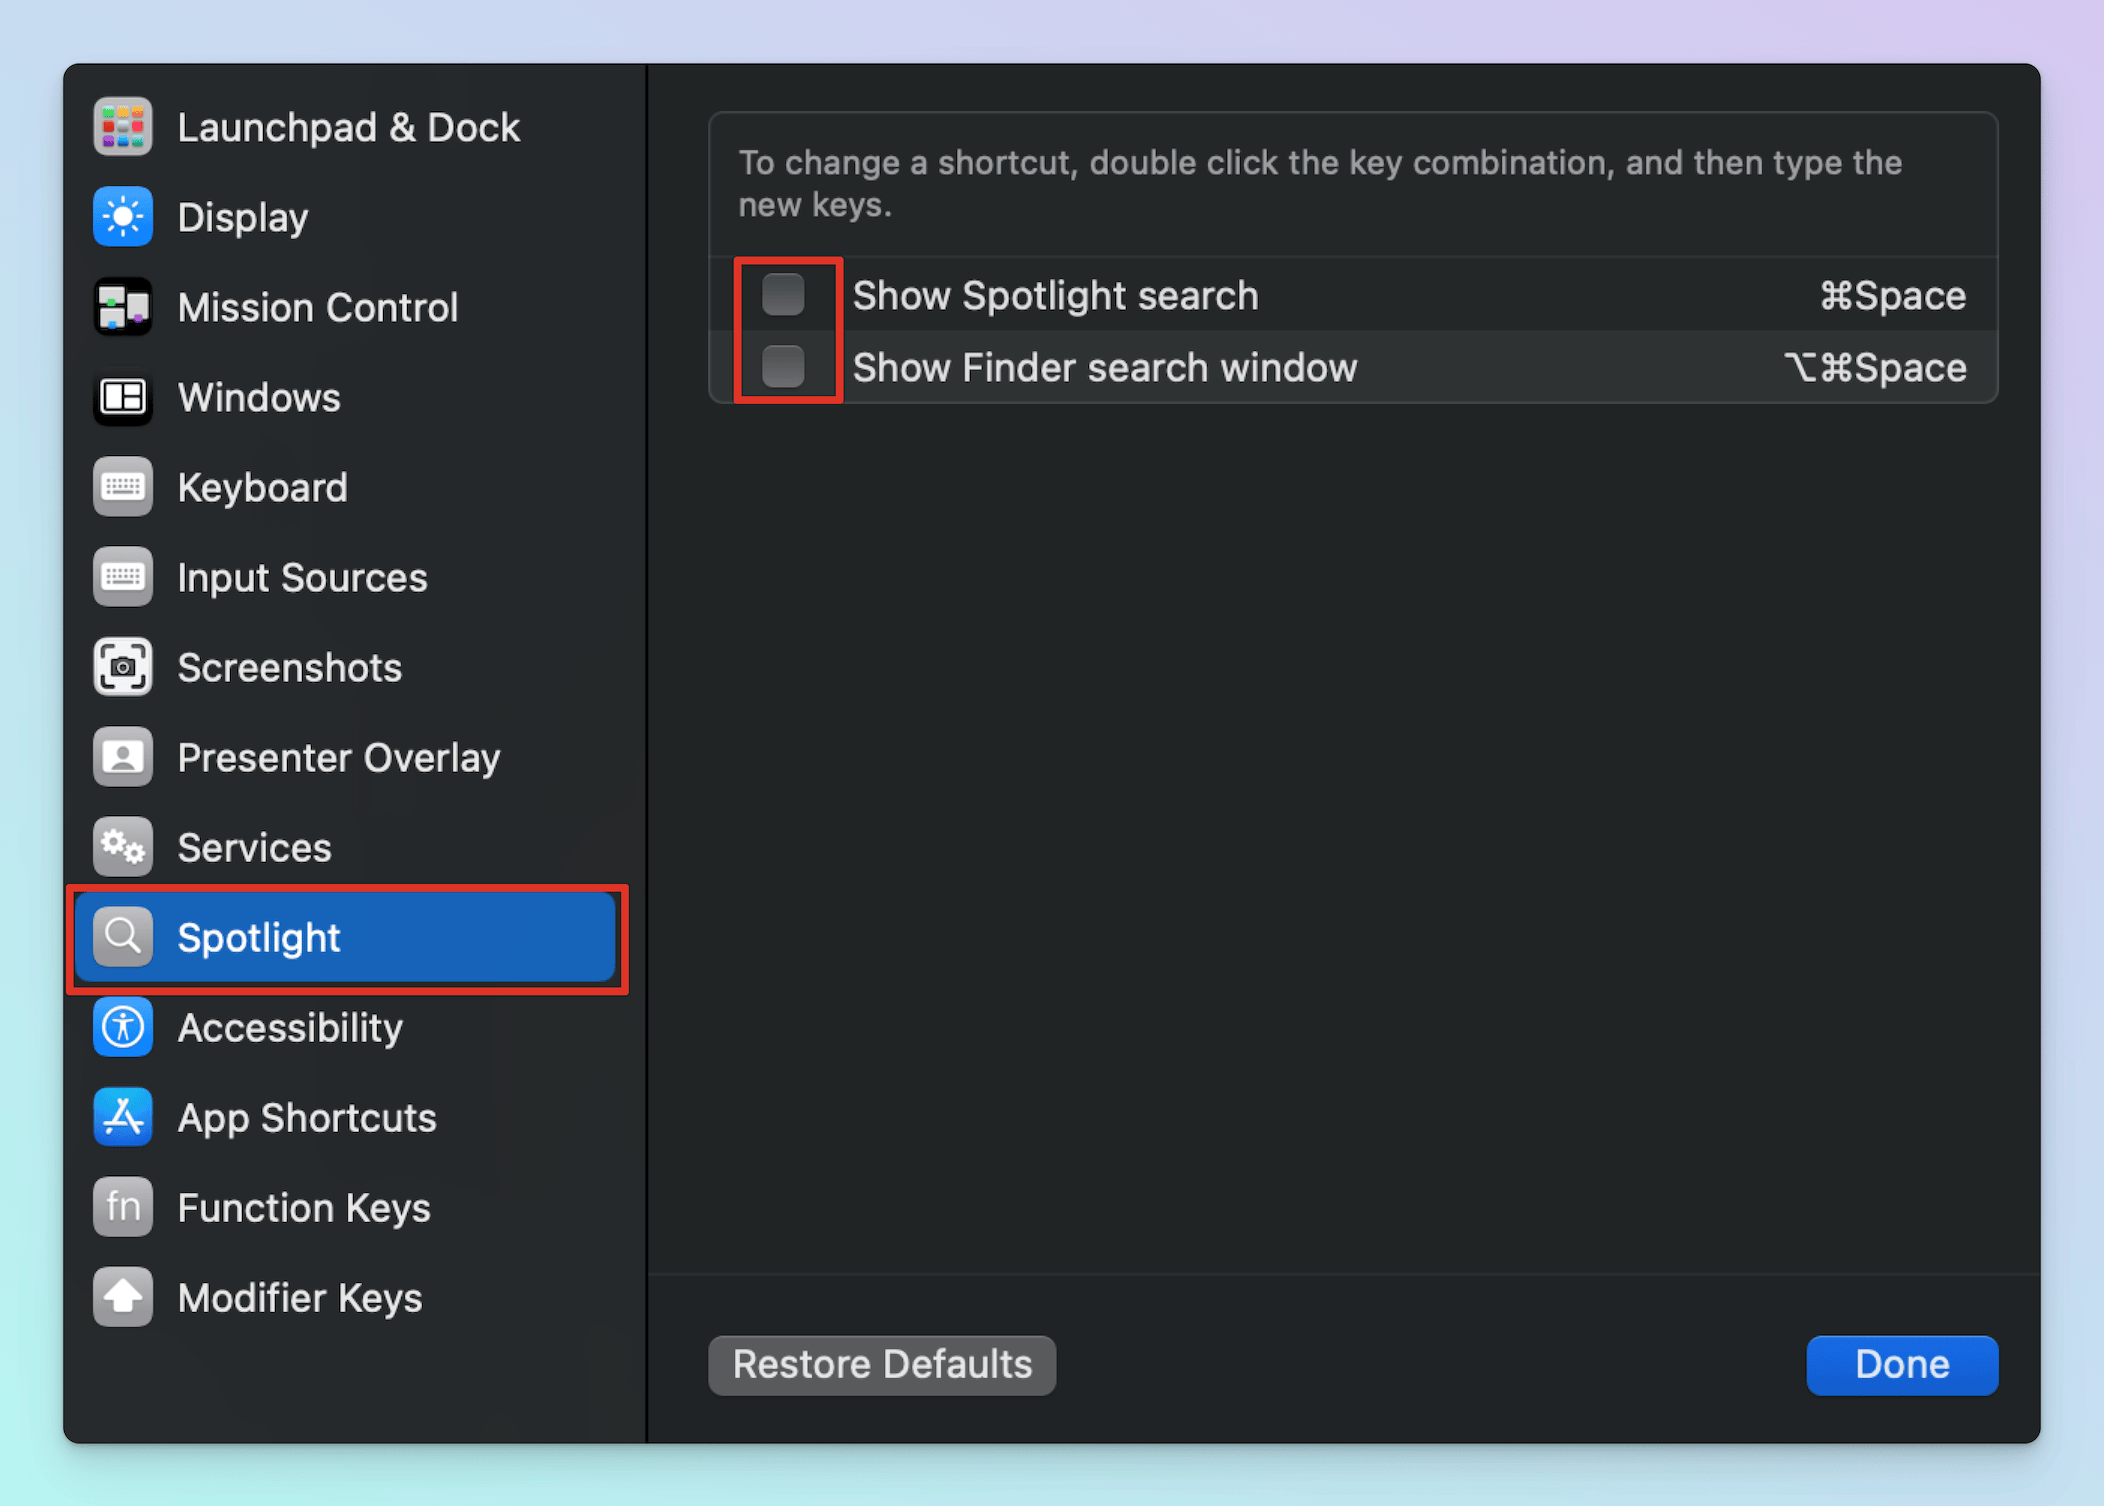 Launchpad & Dock
Display
Mission Control
Windows
Keyboard
Input Sources
Screenshots
Presenter Overlay
Services
Spotlight
Accessibility
App Shortcuts
fn Function Keys
Modifier Keys
To change a shortcut, double click the key combination, and then type the
new keys.
Show Spotlight search ⌘Space
Show Finder search window ⌥⌘Space
Restore Defaults
Done